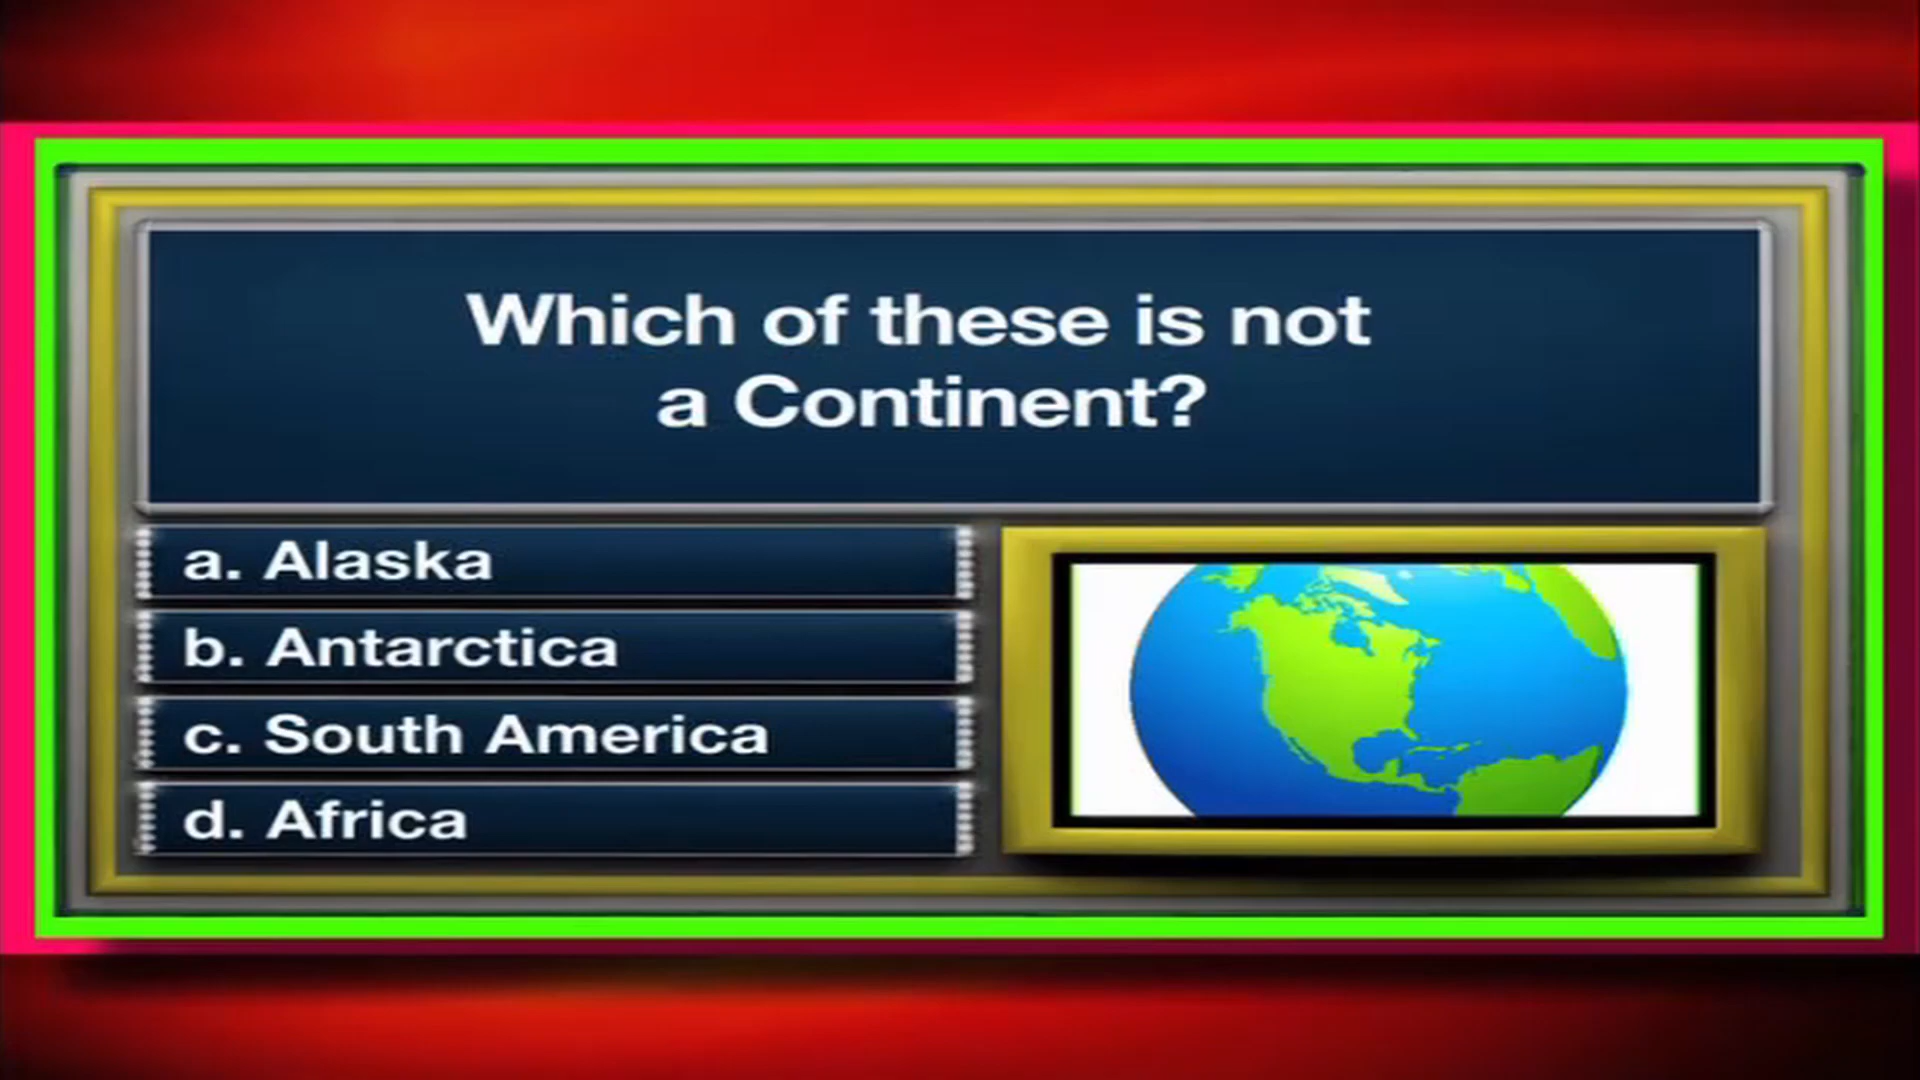 Which of these is not
a Continent?
a. Alaska
b. Antarctica
c. South America
d. Africa